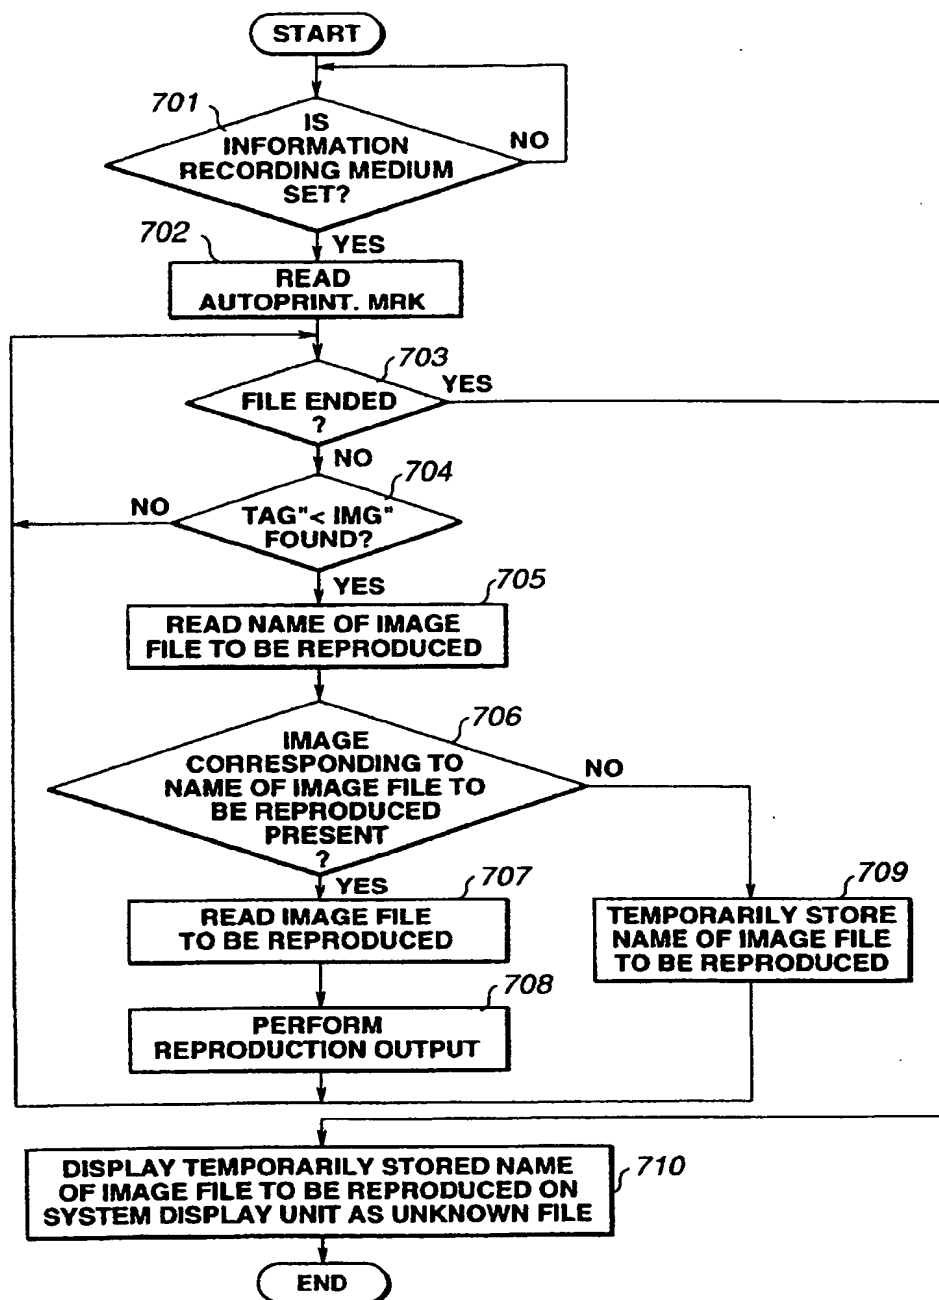 START
701
IS
INFORMATION
RECORDING MEDIUM
SET?
NO
YES
702
READ
AUTOPRINT. MRK
703
FILE ENDED
?
YES
NO
704
TAG"< IMG"
FOUND?
NO
YES
705
READ NAME OF IMAGE
FILE TO BE REPRODUCED
706
IMAGE
CORRESPONDING TO
NAME OF IMAGE FILE TO
BE REPRODUCED
PRESENT
?
NO
YES
707
READ IMAGE FILE
TO BE REPRODUCED
709
TEMPORARILY STORE
NAME OF IMAGE FILE
TO BE REPRODUCED
708
PERFORM
REPRODUCTION OUTPUT
710
DISPLAY TEMPORARILY STORED NAME
OF IMAGE FILE TO BE REPRODUCED ON
SYSTEM DISPLAY UNIT AS UNKNOWN FILE
END